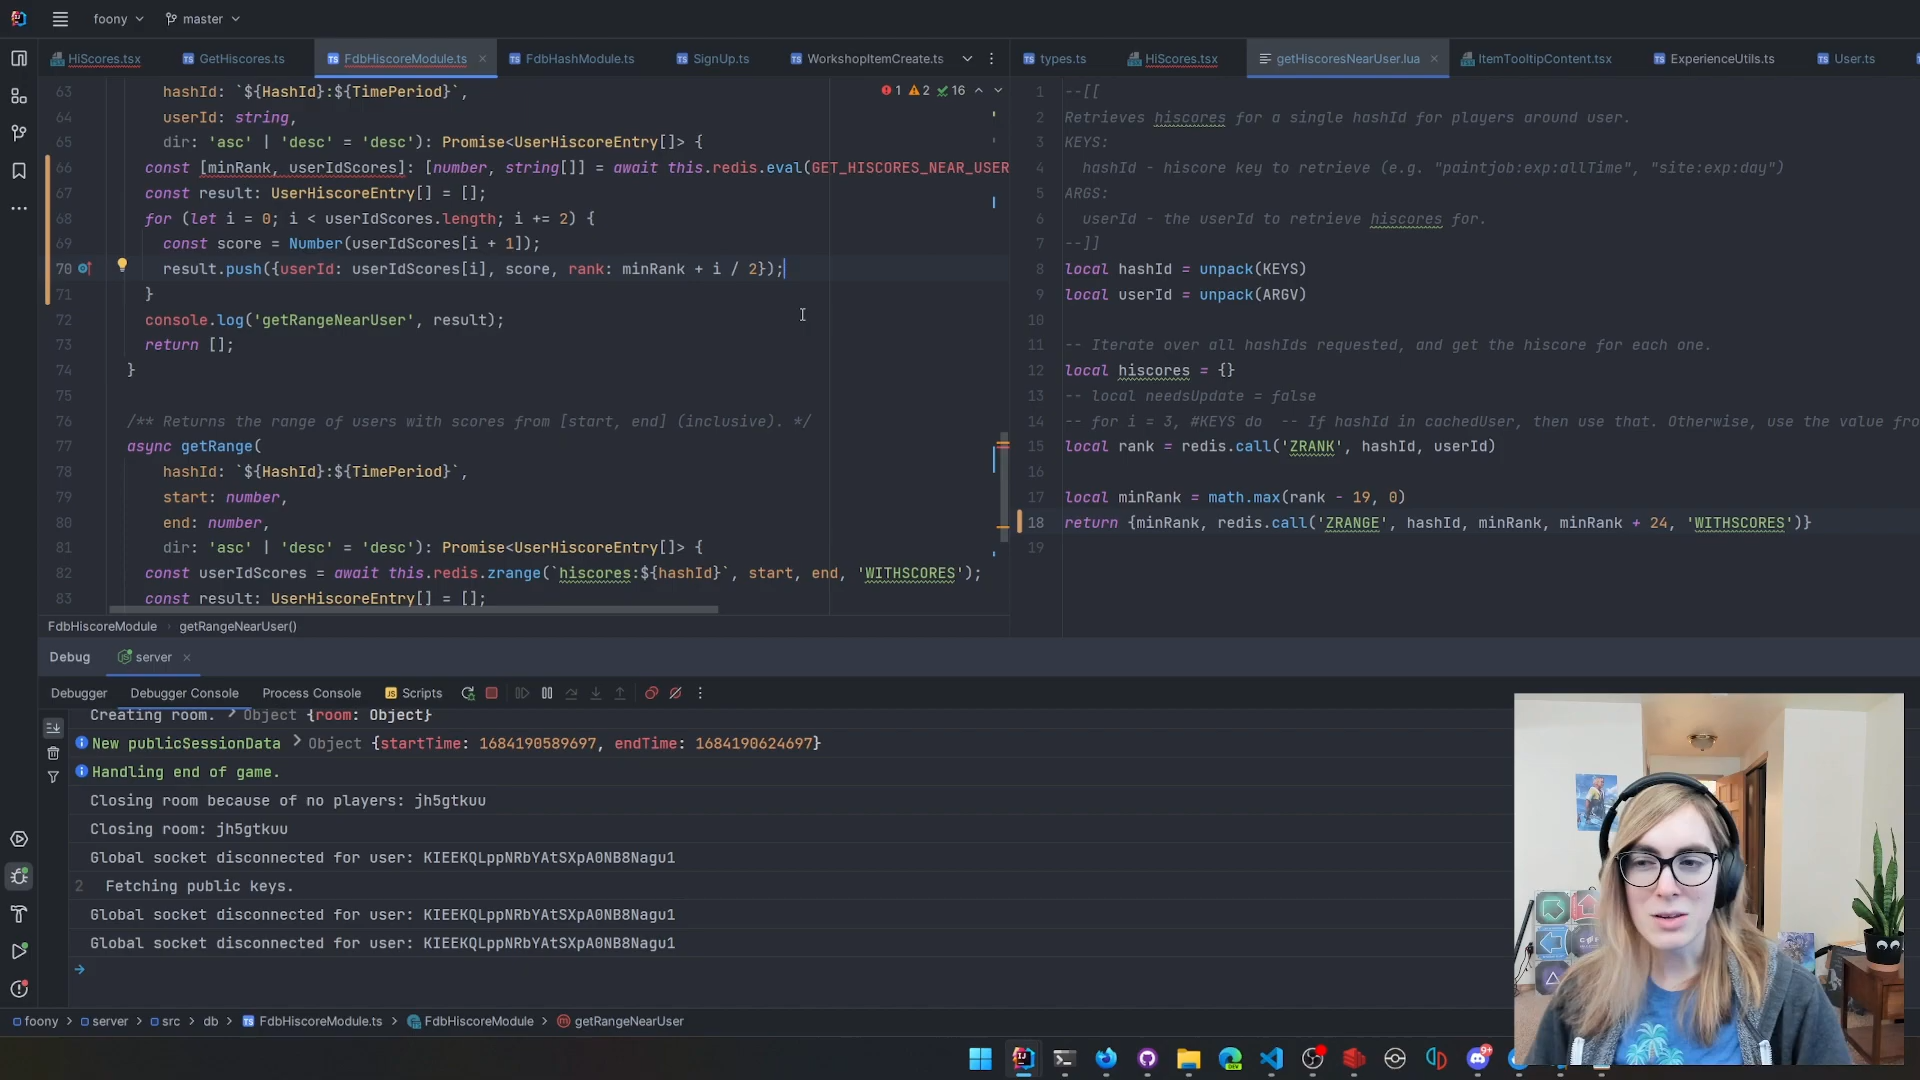 foony
master
HiScores.tsx
GetHiscores.ts
FdbHiscoreModule.ts
FdbHashModule.ts
SignUp.ts
WorkshopItemCreate.ts
types.ts
HiScores.tsx
getHiscoresNearUser.lua
ItemTooltipContent.tsx
ExperienceUtils.ts
User.ts
1 2 16
63 hashId: `${HashId}:${TimePeriod}`,
64 userId: string,
65 dir: 'asc' | 'desc' = 'desc'): Promise<UserHiscoreEntry[]> {
66 const [minRank, userIdScores]: [number, string[]] = await this.redis.eval(GET_HISCORES_NEAR_USER
67 const result: UserHiscoreEntry[] = [];
68 for (let i = 0; i < userIdScores.length; i += 2) {
69 const score = Number(userIdScores[i + 1]);
70 result.push({userId: userIdScores[i], score, rank: minRank + i / 2});
71 }
72 console.log('getRangeNearUser', result);
73 return [];
74 }
75
76 /** Returns the range of users with scores from [start, end] (inclusive). */
77 async getRange(
78 hashId: `${HashId}:${TimePeriod}`,
79 start: number,
80 end: number,
81 dir: 'asc' | 'desc' = 'desc'): Promise<UserHiscoreEntry[]> {
82 const userIdScores = await this.redis.zrange(`hiscores:${hashId}`, start, end, 'WITHSCORES');
83 const result: UserHiscoreEntry[] = [];
FdbHiscoreModule
getRangeNearUser()
1 --[[
2 Retrieves hiscores for a single hashId for players around user.
3 KEYS:
4 hashId - hiscore key to retrieve (e.g. "paintjob:exp:allTime", "site:exp:day")
5 ARGS:
6 userId - the userId to retrieve hiscores for.
7 --]]
8 local hashId = unpack(KEYS)
9 local userId = unpack(ARGV)
10
11 -- Iterate over all hashIds requested, and get the hiscore for each one.
12 local hiscores = {}
13 -- local needsUpdate = false
14 -- for i = 3, #KEYS do -- If hashId in cachedUser, then use that. Otherwise, use the value fro
15 local rank = redis.call('ZRANK', hashId, userId)
16
17 local minRank = math.max(rank - 19, 0)
18 return {minRank, redis.call('ZRANGE', hashId, minRank, minRank + 24, 'WITHSCORES')}
19
Debug
server
Debugger
Debugger Console
Process Console
Scripts
Creating room. > Object {room: Object}
New publicSessionData > Object {startTime: 1684190589697, endTime: 1684190624697}
Handling end of game.
Closing room because of no players: jh5gtkuu
Closing room: jh5gtkuu
Global socket disconnected for user: KIEEKQLppNRbYAtSXpA0NB8Nagu1
2 Fetching public keys.
Global socket disconnected for user: KIEEKQLppNRbYAtSXpA0NB8Nagu1
Global socket disconnected for user: KIEEKQLppNRbYAtSXpA0NB8Nagu1
foony > server > src > db > FdbHiscoreModule.ts > FdbHiscoreModule > getRangeNearUser